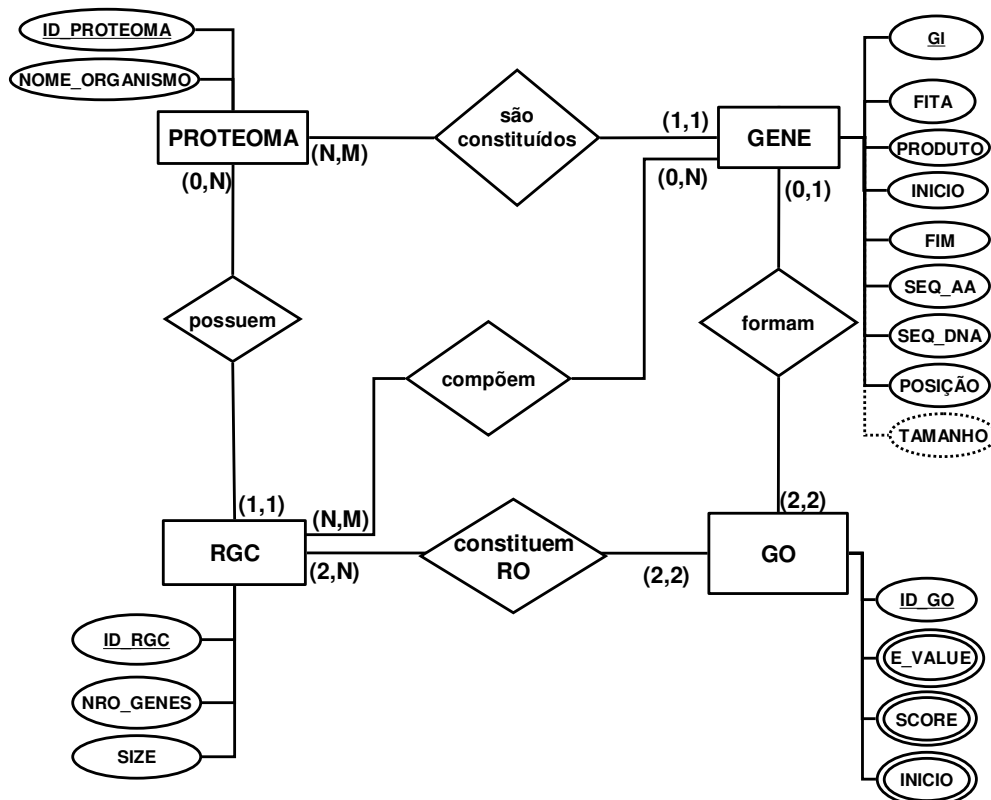 ID_PROTEOMA
NOME_ORGANISMO
PROTEOMA
(N,M)
(0,N)
são
constituídos
(1,1)
GENE
(0,N)
(0,1)
GI
FITA
PRODUTO
INICIO
FIM
SEQ_AA
SEQ_DNA
POSIÇÃO
TAMANHO
possuem
compõem
formam
(1,1)
RGC
(N,M)
(2,N)
constituem
RO
(2,2)
(2,2)
GO
ID_RGC
NRO_GENES
SIZE
ID_GO
E_VALUE
SCORE
INICIO